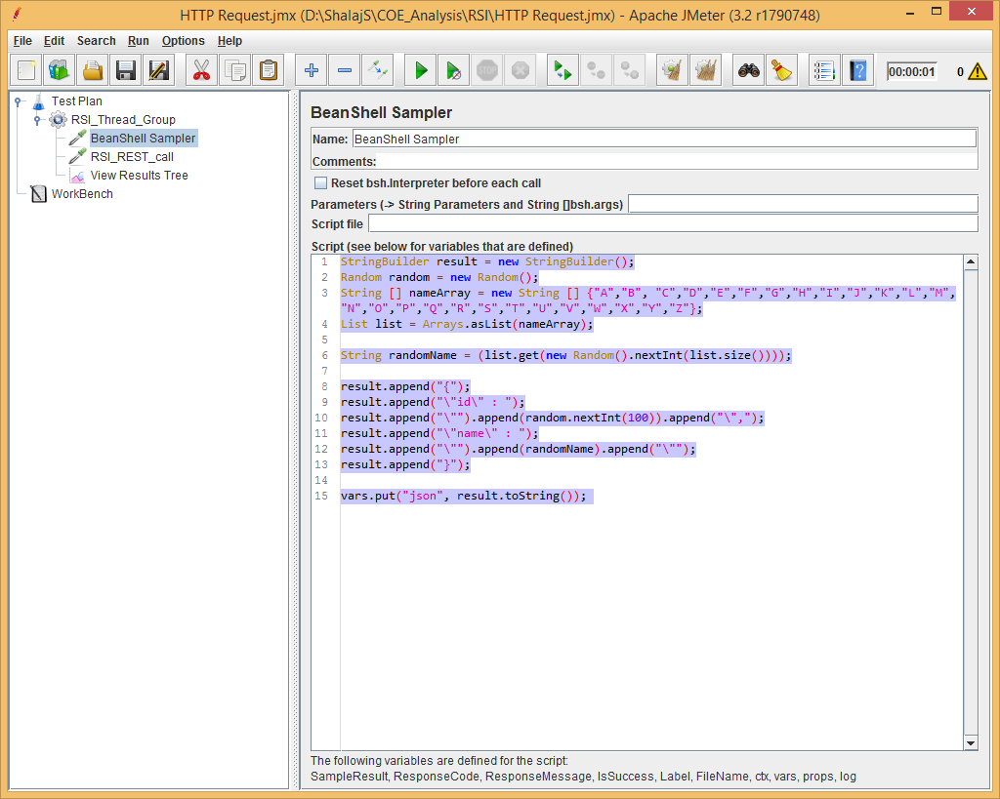 HTTP Request.jmx (D:\ShalajS\COE_Analysis\RSI\HTTP Request.jmx) - Apache JMeter (3.2 r1790748)
File Edit Search Run Options Help
STOP 00:00:01 0
Test Plan
RSI_Thread_Group
BeanShell Sampler
RSI_REST_call
View Results Tree
WorkBench
BeanShell Sampler
Name: BeanShell Sampler
Comments:
Reset bsh.Interpreter before each call
Parameters (-> String Parameters and String []bsh.args)
Script file
Script (see below for variables that are defined)
1 StringBuilder result = new StringBuilder();
2 Random random = new Random();
3 String [] nameArray = new String [] {"A","B", "C","D","E","F","G","H","I","J","K","L","M",
"N","O","P","Q","R","S","T","U","V","W","X","Y","Z"};
4 List list = Arrays.asList(nameArray);
5
6 String randomName = (list.get(new Random().nextInt(list.size())));
7
8 result.append("{");
9 result.append("\"id\" : ");
10 result.append("\"").append(random.nextInt(100)).append("\",");
11 result.append("\"name\" : ");
12 result.append("\"").append(randomName).append("\"");
13 result.append("}");
14
15 vars.put("json", result.toString());
The following variables are defined for the script:
SampleResult, ResponseCode, ResponseMessage, IsSuccess, Label, FileName, ctx, vars, props, log